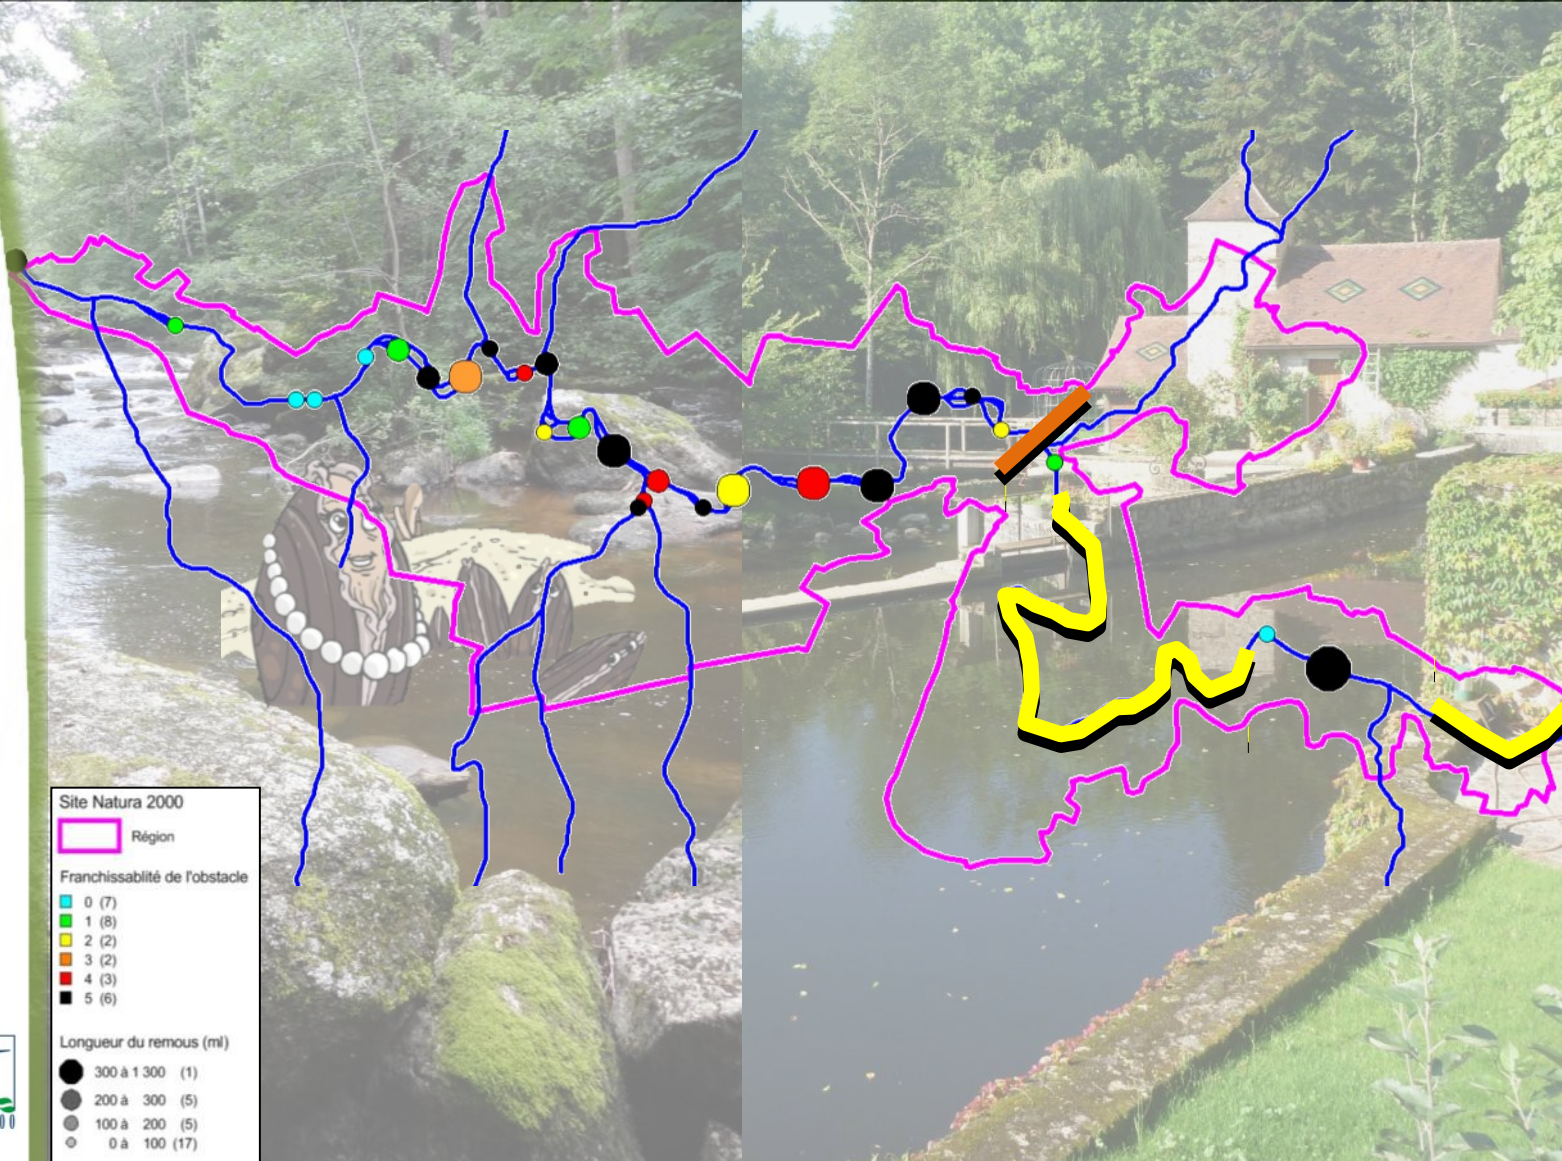 Site Natura 2000
Région
Franchissablité de l'obstacle
0 (7)
1 (8)
2 (2)
3 (2)
4 (3)
5 (6)
Longueur du remous (ml)
300 à 1 300 (1)
200 à 300 (5)
100 à 200 (5)
0 à 100 (17)